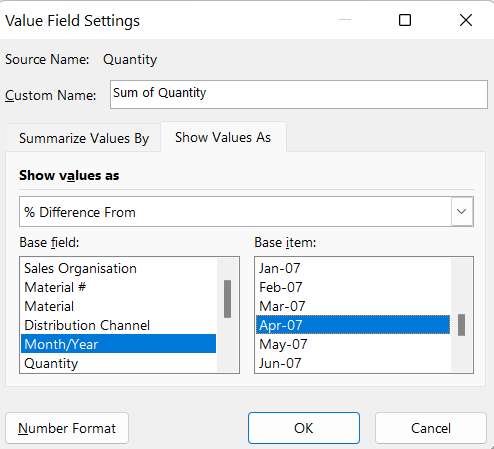 Value Field Settings
Source Name: Quantity
Custom Name: Sum of Quantity
Summarize Values By Show Values As
Show values as
% Difference From
Base field: Base item:
Sales Organisation Jan-07
Material # Feb-07
Material Mar-07
Distribution Channel Apr-07
Month/Year May-07
Quantity Jun-07
Number Format OK Cancel